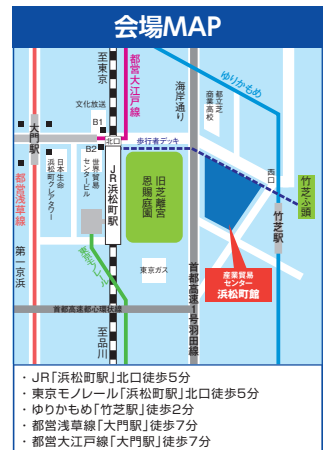 会場MAP
至東京
都営大江戸線
海岸通り
ゆりかもめ
都立芝商業高校
文化放送
B1
大門駅
北口
歩行者デッキ
B2
日本生命
浜松町クレアタワー
世界貿易
センタービル
JR浜松町駅
旧芝離宮
恩賜庭園
西口
竹芝ふ頭
都営浅草線
竹芝駅
東京モノレール
第一京浜
東京ガス
首都高速1号羽田線
産業貿易
センター
浜松町館
首都高速都心環状線
至品川
・JR「浜松町駅」北口徒歩5分
・東京モノレール「浜松町駅」北口徒歩5分
・ゆりかもめ「竹芝駅」徒歩2分
・都営浅草線「大門駅」徒歩7分
・都営大江戸線「大門駅」徒歩7分